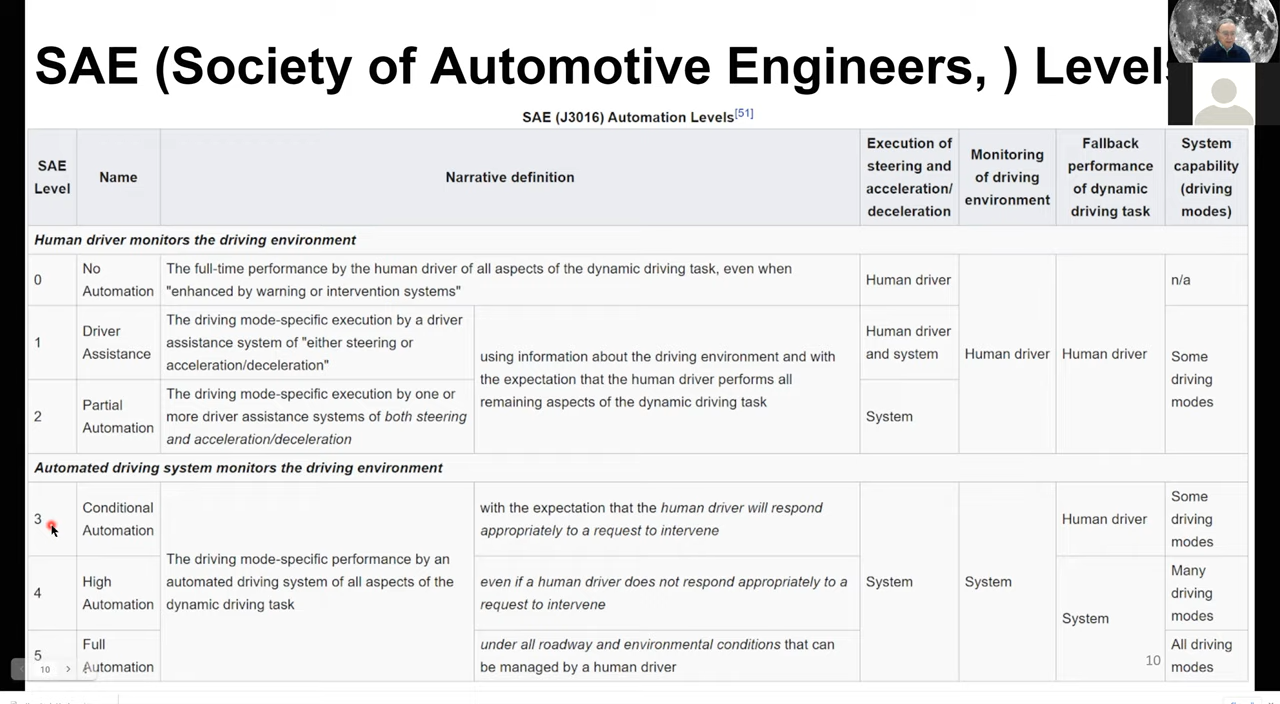 SAE (Society of Automotive Engineers, ) Levels
SAE (J3016) Automation Levels[51]
SAE
Level
Name
Narrative definition
Execution of
steering and
acceleration/
deceleration
Monitoring
of driving
environment
Fallback
performance
of dynamic
driving task
System
capability
(driving
modes)
Human driver monitors the driving environment
0
No
Automation
The full-time performance by the human driver of all aspects of the dynamic driving task, even when
"enhanced by warning or intervention systems"
Human driver
n/a
1
Driver
Assistance
The driving mode-specific execution by a driver
assistance system of "either steering or
acceleration/deceleration"
using information about the driving environment and with
the expectation that the human driver performs all
remaining aspects of the dynamic driving task
Human driver
and system
Human driver
Human driver
Some
driving
modes
2
Partial
Automation
The driving mode-specific execution by one or
more driver assistance systems of both steering
and acceleration/deceleration
System
Automated driving system monitors the driving environment
3
Conditional
Automation
The driving mode-specific performance by an
automated driving system of all aspects of the
dynamic driving task
with the expectation that the human driver will respond
appropriately to a request to intervene
System
System
Human driver
Some
driving
modes
4
High
Automation
even if a human driver does not respond appropriately to a
request to intervene
System
Many
driving
modes
5
Full
Automation
under all roadway and environmental conditions that can
be managed by a human driver
All driving
modes
10
10